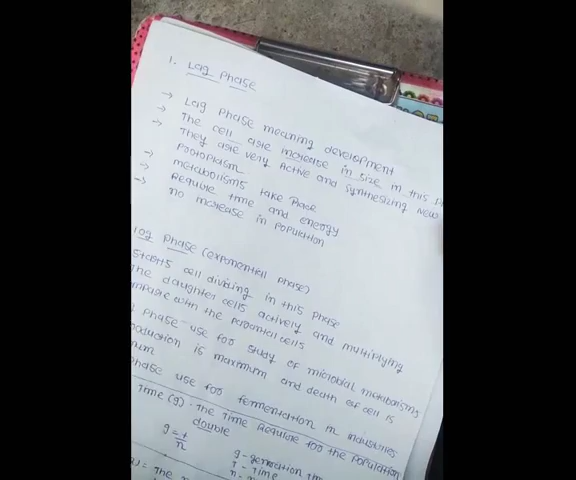 1. Lag Phase
→ Lag Phase meaning development
→ The cell are increase in size in this
→ They are very Active and synthesizing New
Protoplasm
→ metabolisms take Place
→ Require time and energy
→ no increase in Population
log Phase (exponential phase)
starts cell dividing in this phase
The daughter cells actively and multiplying
with the parental cells
phase use for study of microbial metabolisms
is maximum and death of cell is
phase use for fermentation in industries
Time (g) - The Time Require for the Population
double
g = t/n
g - generation
T - Time
n -
The